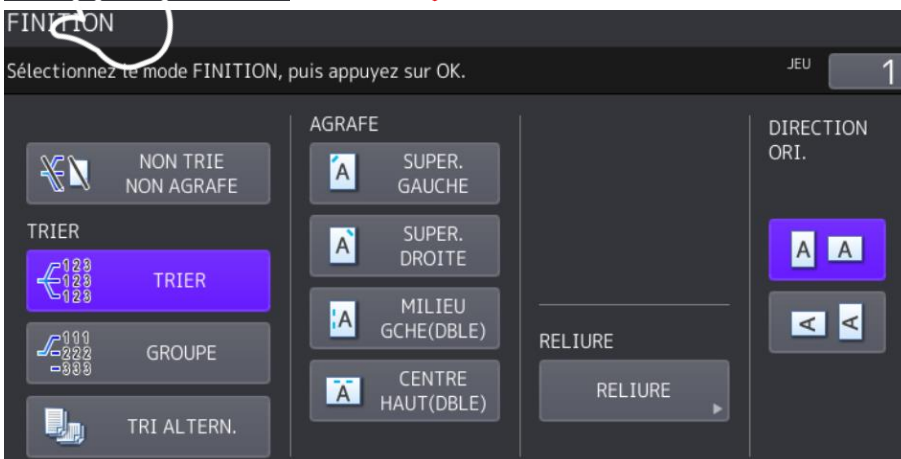 FINITION
Sélectionnez le mode FINITION, puis appuyez sur OK.
JEU
1
NON TRIE
NON AGRAFE
TRIER
123
123
123
TRIER
111
222
333
GROUPE
TRI ALTERN.
AGRAFE
A
SUPER.
GAUCHE
A
SUPER.
DROITE
A
MILIEU
GCHE(DBLE)
A
CENTRE
HAUT(DBLE)
RELIURE
RELIURE
DIRECTION
ORI.
A A
A A